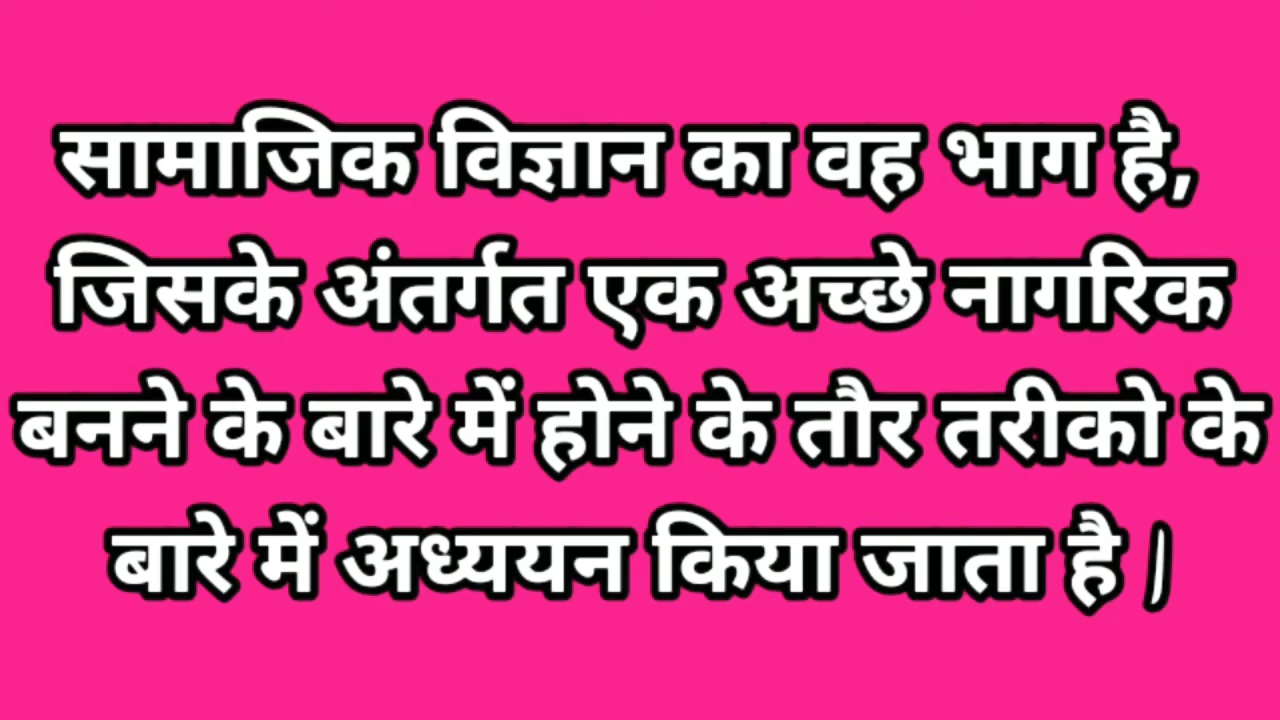 सामाजिक विज्ञान का वह भाग है,
जिसके अंतर्गत एक अच्छे नागरिक
बनने के बारे में होने के तौर तरीको के
बारे में अध्ययन किया जाता है |